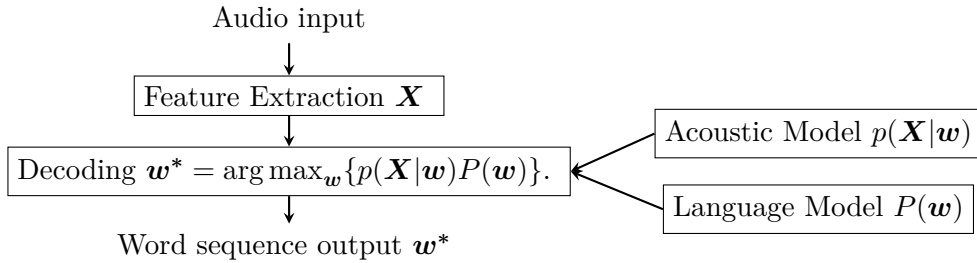 Audio input
Feature Extraction X
Acoustic Model p(X|w)
Decoding w* = arg max_w{p(X|w)P(w)}.
Language Model P(w)
Word sequence output w*